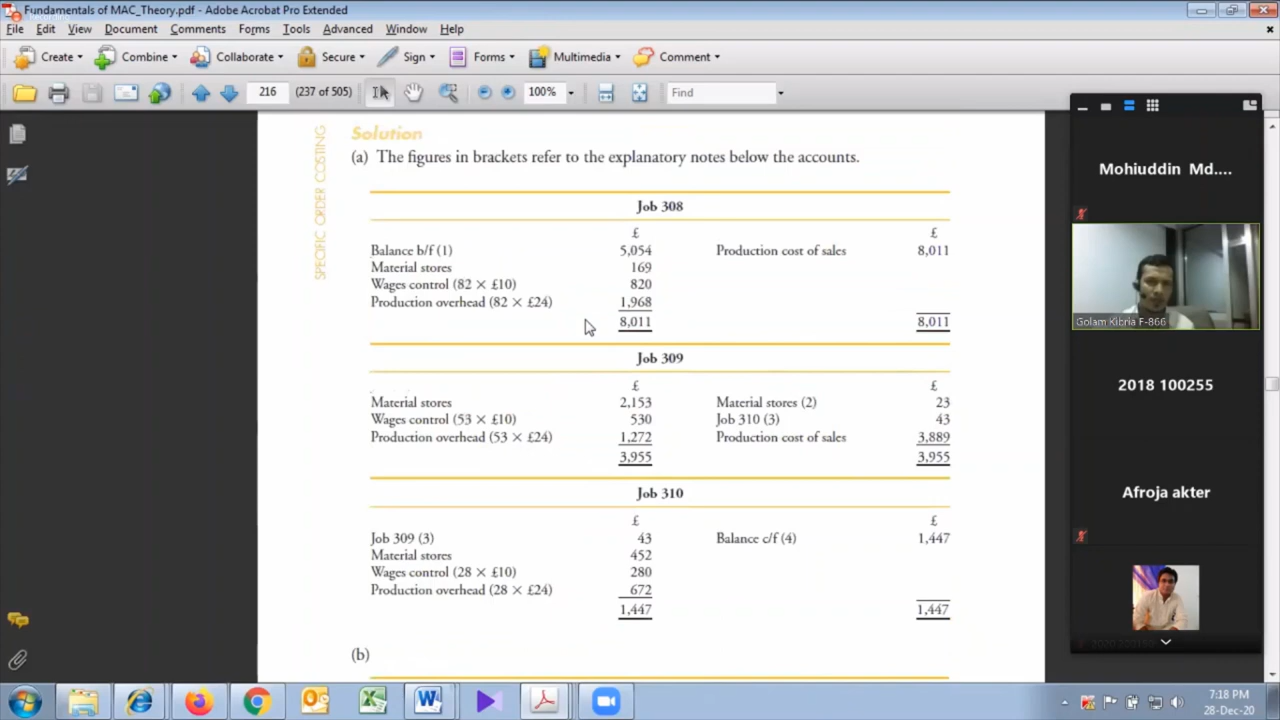 Fundamentals of MAC_Theory.pdf - Adobe Acrobat Pro Extended
File Edit View Document Comments Forms Tools Advanced Window Help
Create Combine Collaborate Secure Sign Forms Multimedia Comment
216 (237 of 505) 100% Find
SPECIFIC ORDER COSTING
Solution
(a) The figures in brackets refer to the explanatory notes below the accounts.
Job 308
£ £
Balance b/f (1) 5,054 Production cost of sales 8,011
Material stores 169
Wages control (82 × £10) 820
Production overhead (82 × £24) 1,968
8,011 8,011
Job 309
£ £
Material stores 2,153 Material stores (2) 23
Wages control (53 × £10) 530 Job 310 (3) 43
Production overhead (53 × £24) 1,272 Production cost of sales 3,889
3,955 3,955
Job 310
£ £
Job 309 (3) 43 Balance c/f (4) 1,447
Material stores 452
Wages control (28 × £10) 280
Production overhead (28 × £24) 672
1,447 1,447
(b)
Mohiuddin Md....
Golam Kibria F-866
2018 100255
Afroja akter
7:18 PM
28-Dec-20